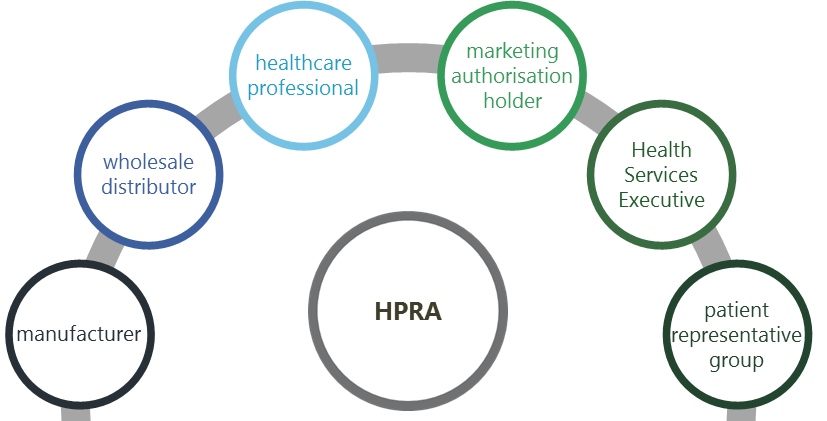 healthcare
professional
marketing
authorisation
holder
wholesale
distributor
Health
Services
Executive
manufacturer
HPRA
patient
representative
group